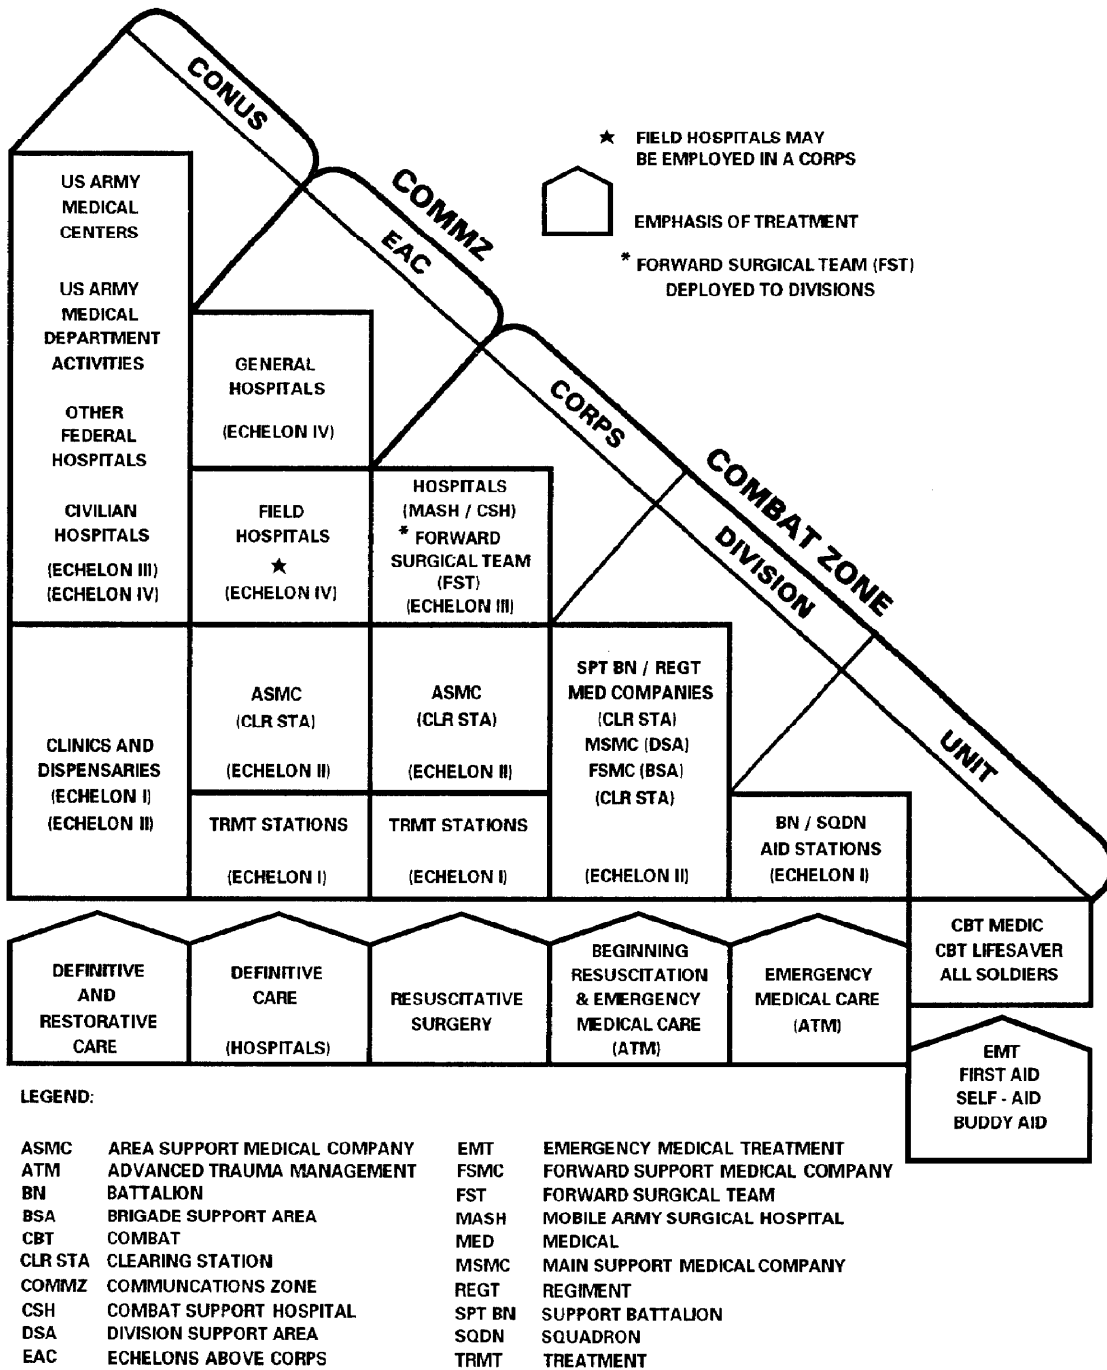 CONUS
COMMZ
EAC
CORPS
COMBAT ZONE
DIVISION
UNIT
★ FIELD HOSPITALS MAY
BE EMPLOYED IN A CORPS
EMPHASIS OF TREATMENT
* FORWARD SURGICAL TEAM (FST)
DEPLOYED TO DIVISIONS
US ARMY
MEDICAL
CENTERS
US ARMY
MEDICAL
DEPARTMENT
ACTIVITIES
OTHER
FEDERAL
HOSPITALS
CIVILIAN
HOSPITALS
(ECHELON III)
(ECHELON IV)
GENERAL
HOSPITALS
(ECHELON IV)
FIELD
HOSPITALS
★
(ECHELON IV)
HOSPITALS
(MASH / CSH)
* FORWARD
SURGICAL TEAM
(FST)
(ECHELON III)
CLINICS AND
DISPENSARIES
(ECHELON I)
(ECHELON II)
ASMC
(CLR STA)
(ECHELON II)
TRMT STATIONS
(ECHELON I)
ASMC
(CLR STA)
(ECHELON II)
TRMT STATIONS
(ECHELON I)
SPT BN / REGT
MED COMPANIES
(CLR STA)
MSMC (DSA)
FSMC (BSA)
(CLR STA)
(ECHELON II)
BN / SQDN
AID STATIONS
(ECHELON I)
CBT MEDIC
CBT LIFESAVER
ALL SOLDIERS
DEFINITIVE
AND
RESTORATIVE
CARE
DEFINITIVE
CARE
(HOSPITALS)
RESUSCITATIVE
SURGERY
BEGINNING
RESUSCITATION
& EMERGENCY
MEDICAL CARE
(ATM)
EMERGENCY
MEDICAL CARE
(ATM)
EMT
FIRST AID
SELF - AID
BUDDY AID
LEGEND:
ASMC AREA SUPPORT MEDICAL COMPANY
ATM ADVANCED TRAUMA MANAGEMENT
BN BATTALION
BSA BRIGADE SUPPORT AREA
CBT COMBAT
CLR STA CLEARING STATION
COMMZ COMMUNCATIONS ZONE
CSH COMBAT SUPPORT HOSPITAL
DSA DIVISION SUPPORT AREA
EAC ECHELONS ABOVE CORPS
EMT EMERGENCY MEDICAL TREATMENT
FSMC FORWARD SUPPORT MEDICAL COMPANY
FST FORWARD SURGICAL TEAM
MASH MOBILE ARMY SURGICAL HOSPITAL
MED MEDICAL
MSMC MAIN SUPPORT MEDICAL COMPANY
REGT REGIMENT
SPT BN SUPPORT BATTALION
SQDN SQUADRON
TRMT TREATMENT